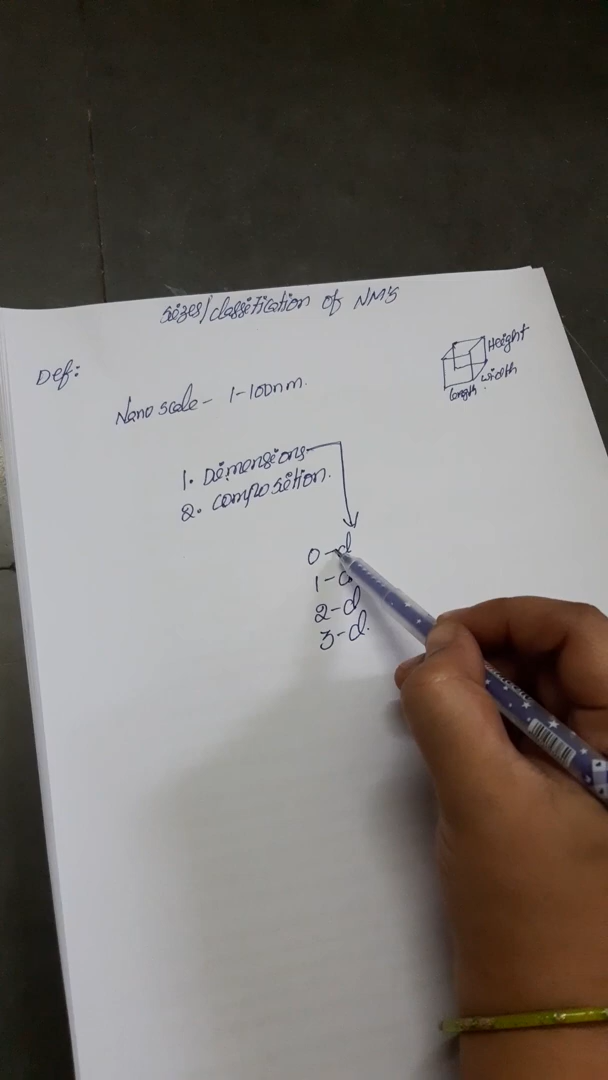 sizes/classification of NM's
Def:
Height
width
length
Nano scale - 1-100nm.
1. Dimensions
2. composition.
0-d
1-d
2-d
3-d.